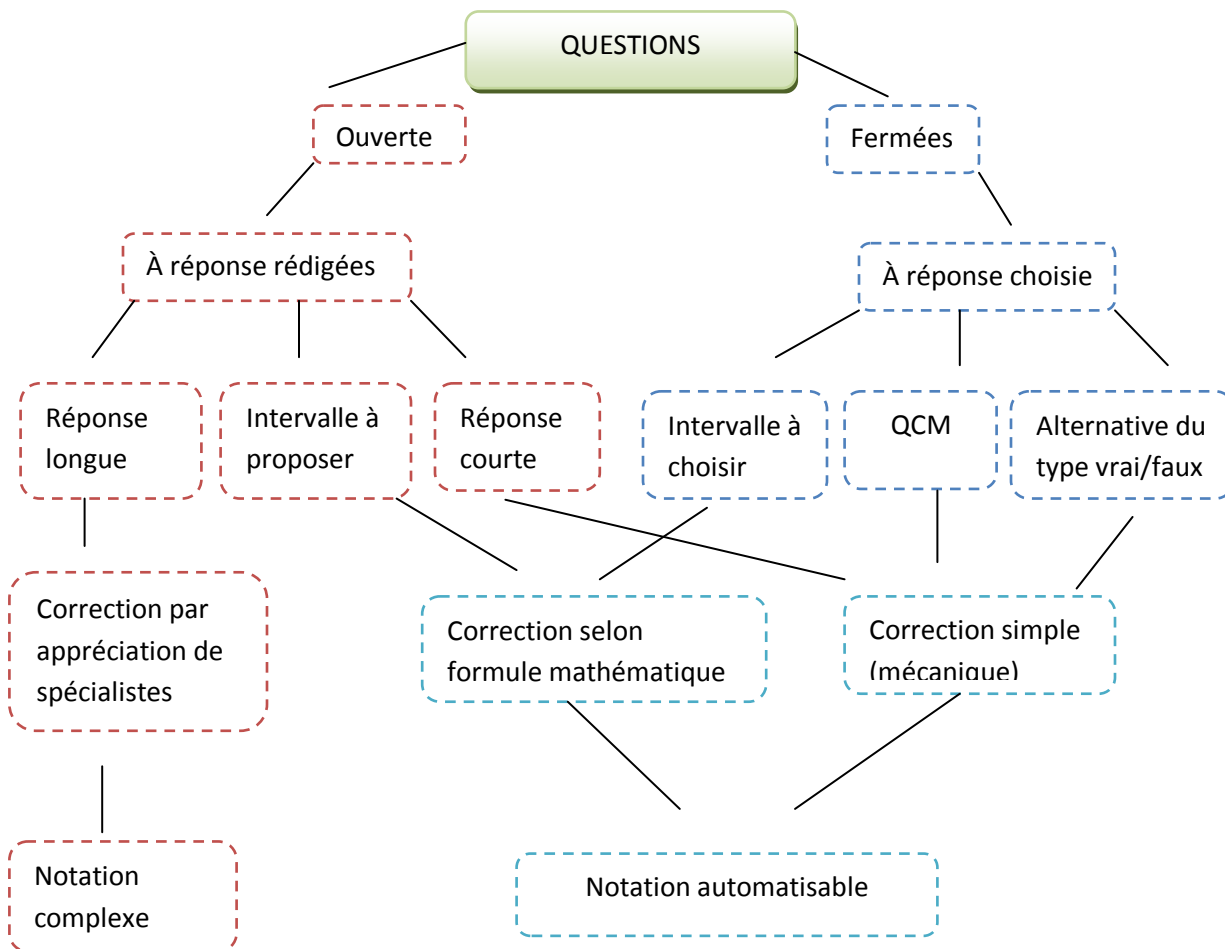 QUESTIONS
Ouverte
Fermées
À réponse rédigées
À réponse choisie
Réponse
longue
Intervalle à
proposer
Réponse
courte
Intervalle à
choisir
QCM
Alternative du
type vrai/faux
Correction par
appréciation de
spécialistes
Correction selon
formule mathématique
Correction simple
(mécanique)
Notation
complexe
Notation automatisable